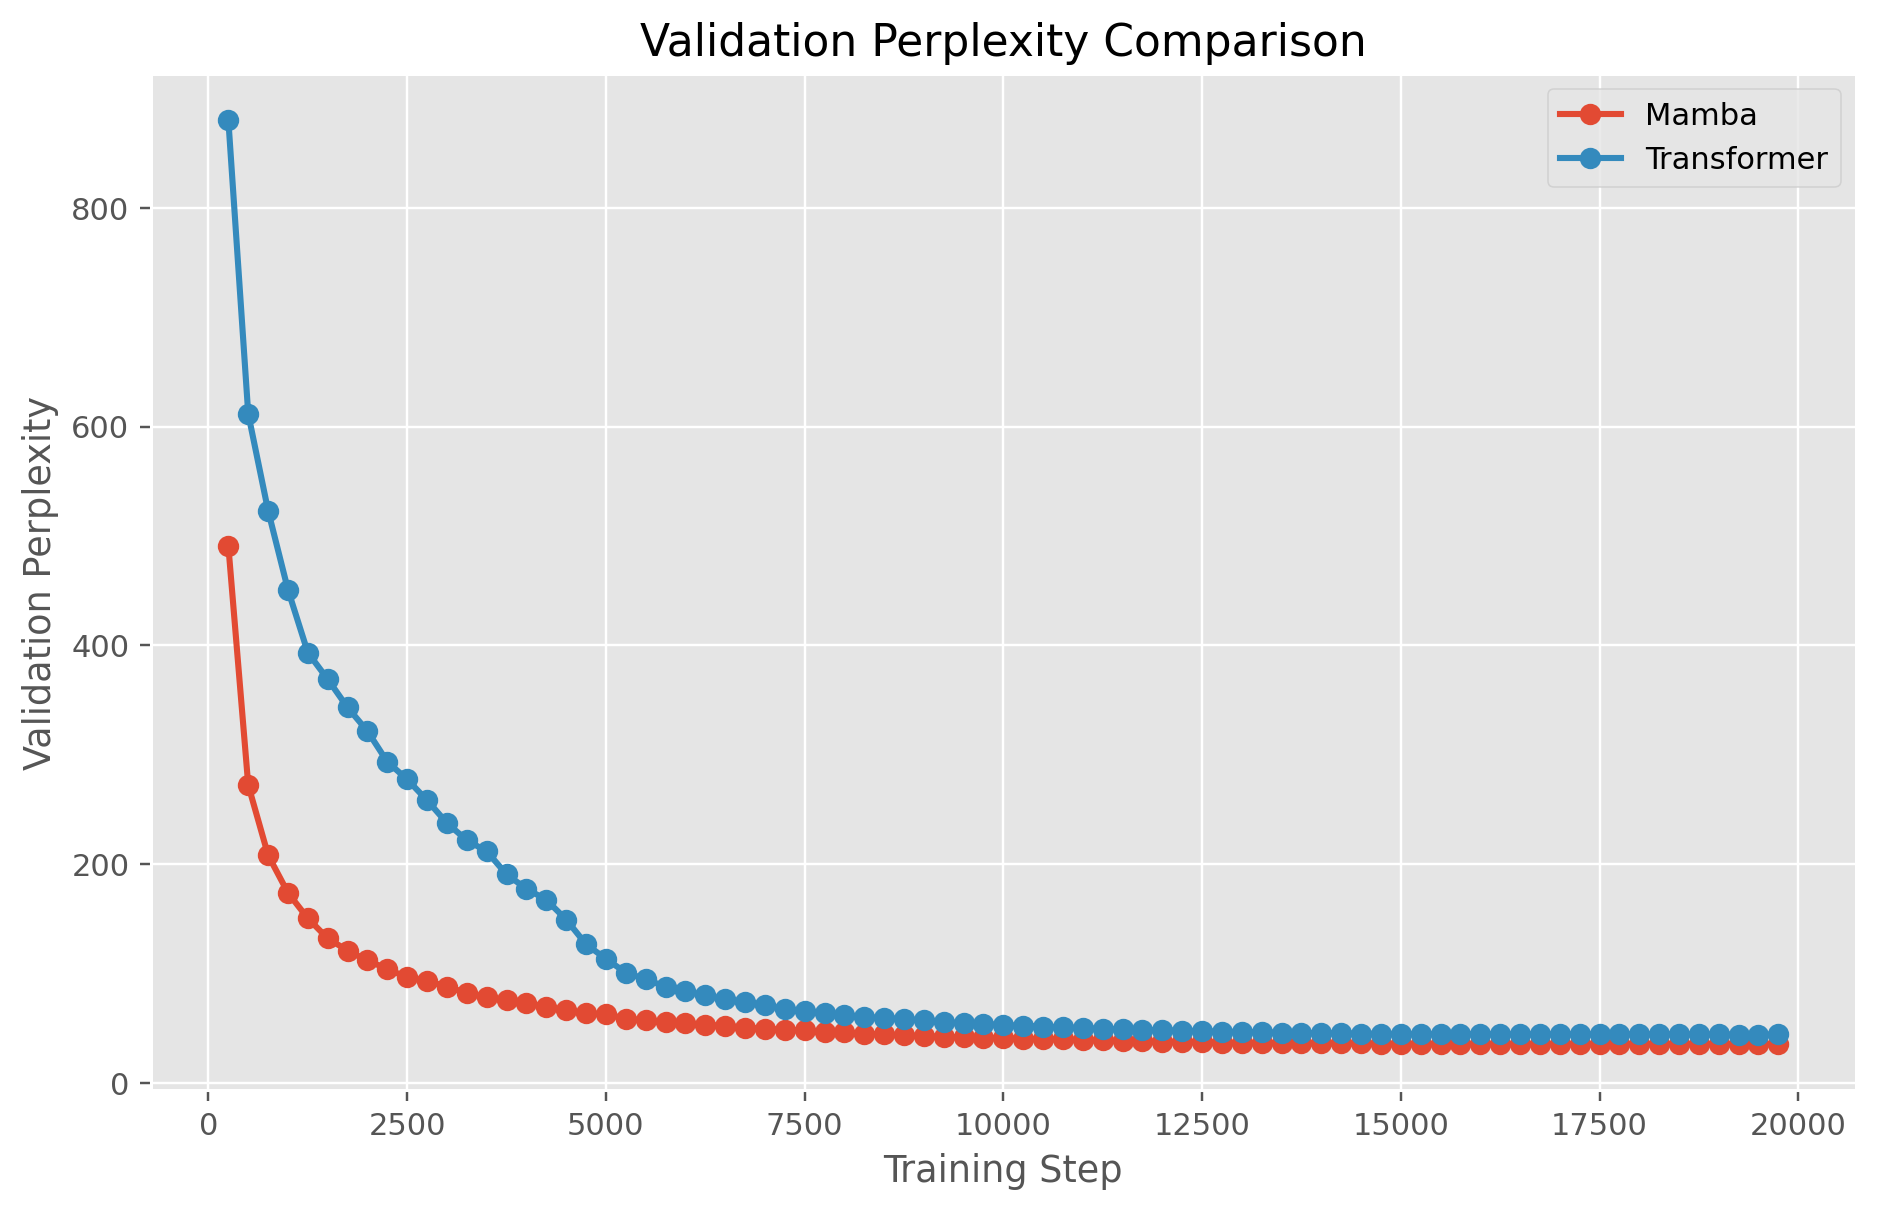 Validation Perplexity Comparison
Mamba
Transformer
Validation Perplexity
800
600
400
200
0
0 2500 5000 7500 10000 12500 15000 17500 20000
Training Step